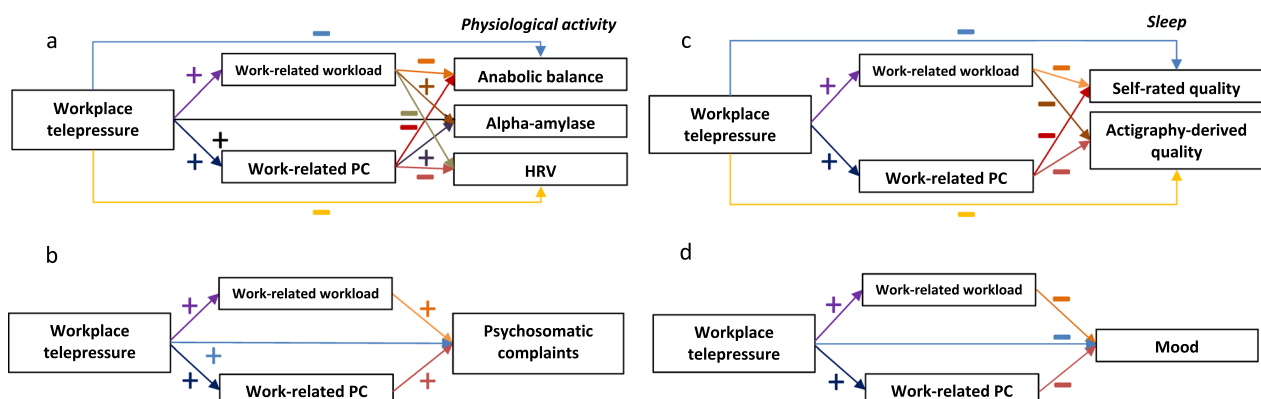 a
Physiological activity
Work-related workload
Workplace
telepressure
Work-related PC
Anabolic balance
Alpha-amylase
HRV
− + − + − − + + + − −
c
Sleep
Work-related workload
Workplace
telepressure
Work-related PC
Self-rated quality
Actigraphy-derived
quality
− + − − − + − −
b
Work-related workload
Workplace
telepressure
Work-related PC
Psychosomatic
complaints
+ + + + +
d
Work-related workload
Workplace
telepressure
Work-related PC
Mood
+ − − + −